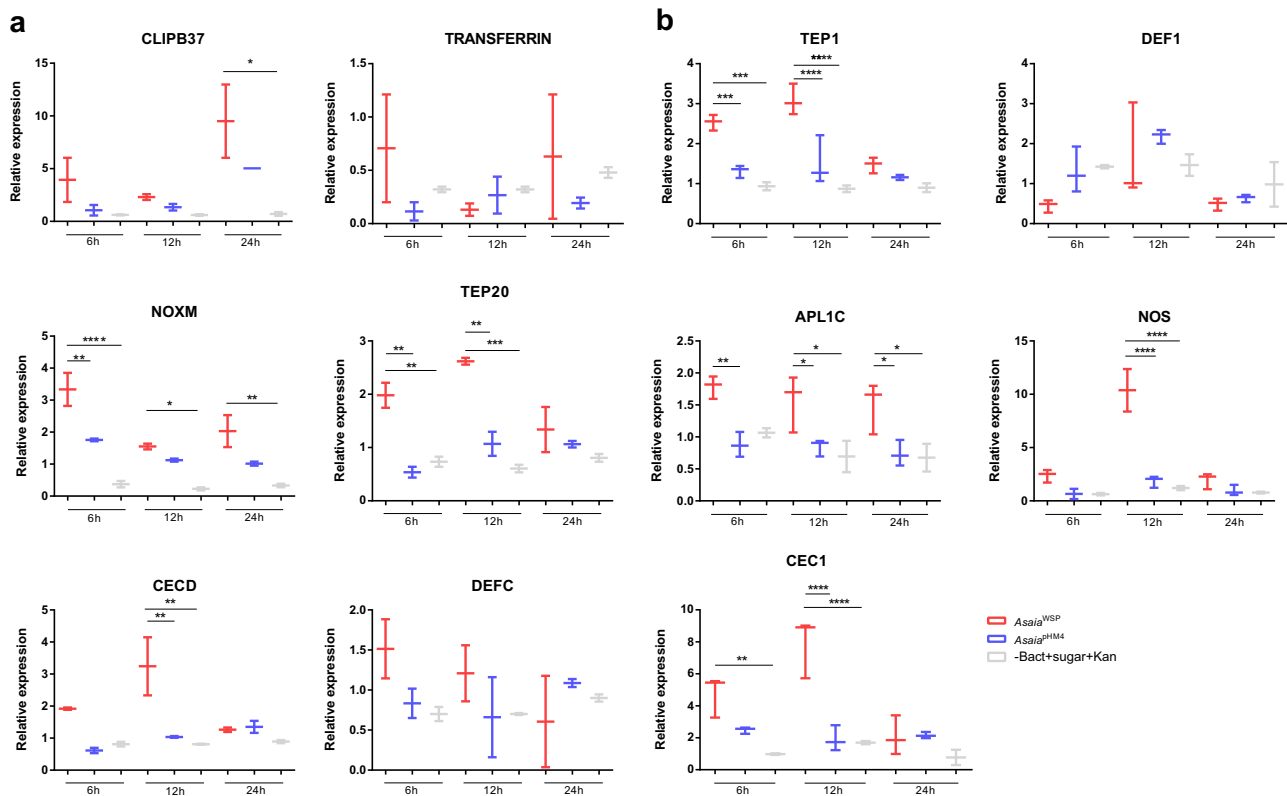 a
CLIPB37
Relative expression
15
10
5
0
*
6h
12h
24h
TRANSFERRIN
Relative expression
1.5
1.0
0.5
0.0
6h
12h
24h
NOXM
Relative expression
5
4
3
2
1
0
****
**
*
**
6h
12h
24h
TEP20
Relative expression
3
2
1
0
**
**
**
***
6h
12h
24h
CECD
Relative expression
5
4
3
2
1
0
**
**
6h
12h
24h
DEFC
Relative expression
2.0
1.5
1.0
0.5
0.0
6h
12h
24h
b
TEP1
Relative expression
4
3
2
1
0
***
***
****
****
6h
12h
24h
DEF1
Relative expression
4
3
2
1
0
6h
12h
24h
APL1C
Relative expression
2.0
1.5
1.0
0.5
0.0
**
*
*
*
*
6h
12h
24h
NOS
Relative expression
15
10
5
0
****
****
6h
12h
24h
CEC1
Relative expression
10
8
6
4
2
0
**
****
****
6h
12h
24h
Asaia^WSP
Asaia^pHM4
-Bact+sugar+Kan